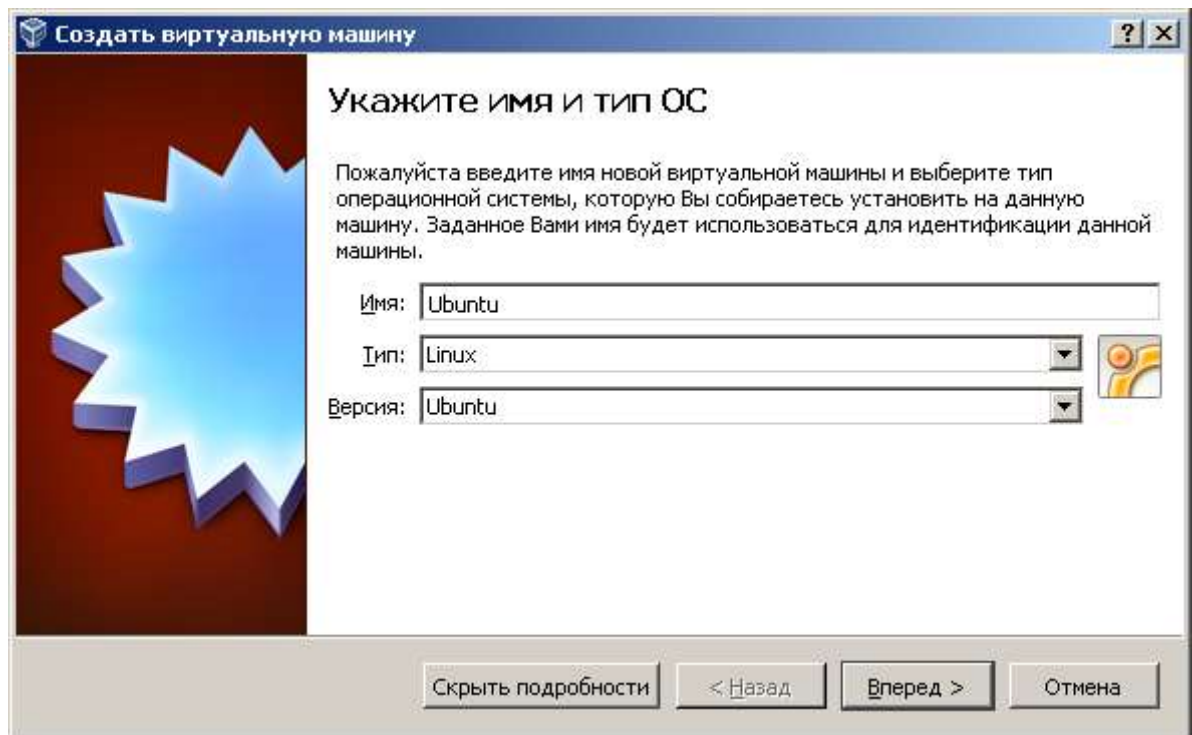 Создать виртуальную машину
Укажите имя и тип ОС
Пожалуйста введите имя новой виртуальной машины и выберите тип
операционной системы, которую Вы собираетесь установить на данную
машину. Заданное Вами имя будет использоваться для идентификации данной
машины.
Имя: Ubuntu
Тип: Linux
Версия: Ubuntu
Скрыть подробности < Назад Вперед > Отмена